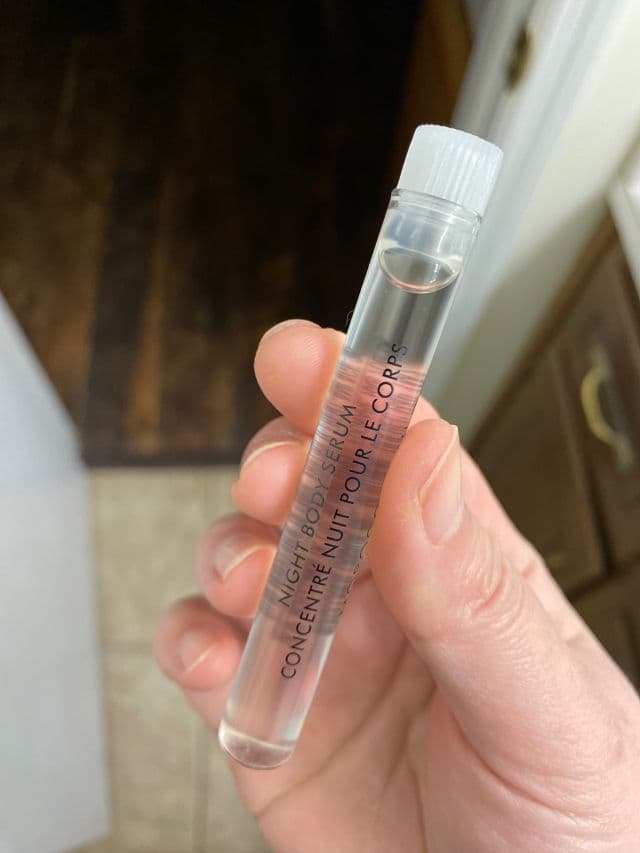 NIGHT BODY SERUM
CONCENTRÉ NUIT POUR LE CORPS